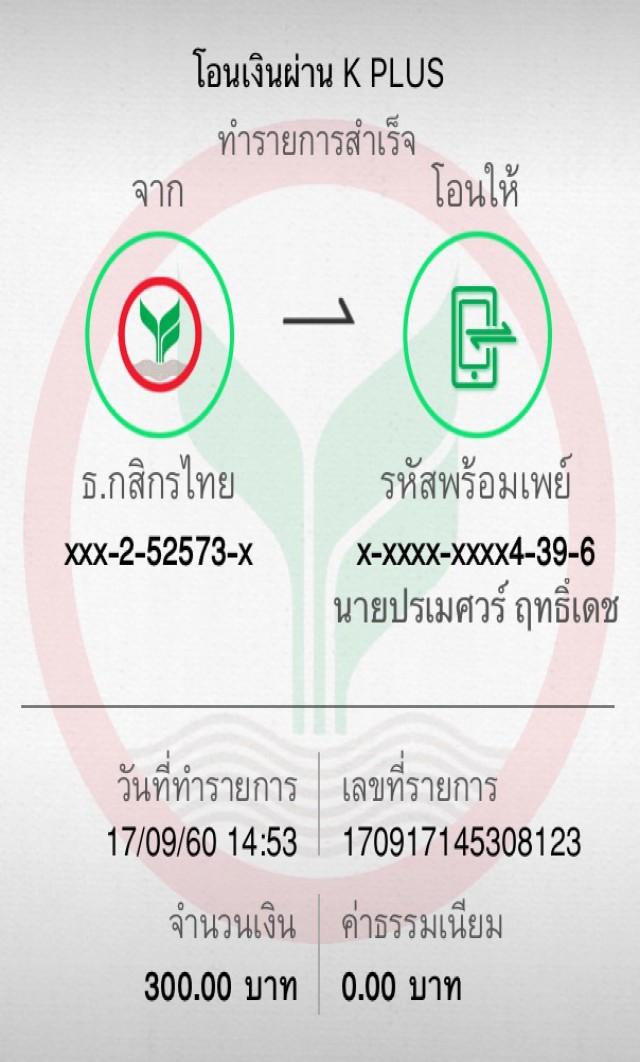 โอนเงินผ่าน K PLUS
ทำรายการสำเร็จ
จาก
โอนให้
ธ.กสิกรไทย
รหัสพร้อมเพย์
xxx-2-52573-x
x-xxxx-xxxx4-39-6
นายปรเมศวร์ ฤทธิ์เดช
วันที่ทำรายการ
เลขที่รายการ
17/09/60 14:53
170917145308123
จำนวนเงิน
ค่าธรรมเนียม
300.00 บาท
0.00 บาท